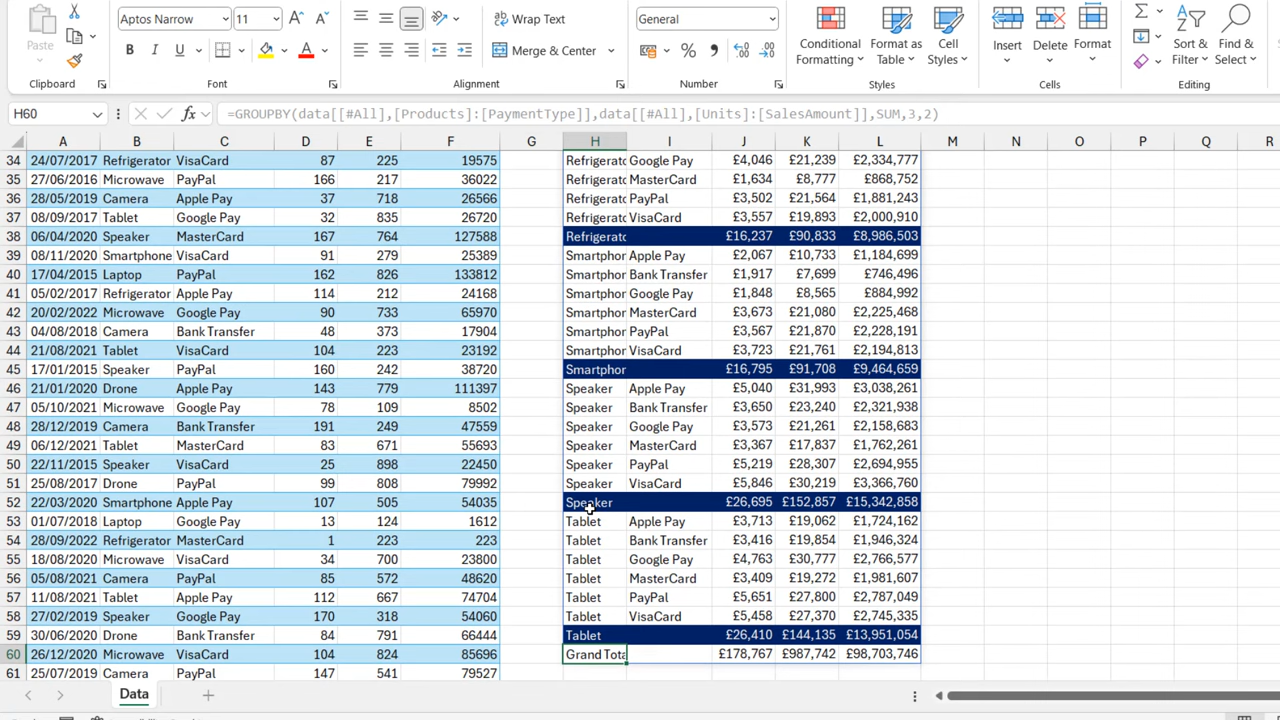 Aptos Narrow 11 Wrap Text General
Paste B I U Merge & Center % Conditional Formatting Format as Table Cell Styles Insert Delete Format Sort & Filter Find & Select
Clipboard Font Alignment Number Styles Cells Editing
H60 fx =GROUPBY(data[[#All],[Products]:[PaymentType]],data[[#All],[Units]:[SalesAmount]],SUM,3,2)
A B C D E F G H I J K L M N O P Q R
34 24/07/2017 Refrigerator VisaCard 87 225 19575 Refrigerato Google Pay £4,046 £21,239 £2,334,777
35 27/06/2016 Microwave PayPal 166 217 36022 Refrigerato MasterCard £1,634 £8,777 £868,752
36 28/05/2019 Camera Apple Pay 37 718 26566 Refrigerato PayPal £3,502 £21,564 £1,881,243
37 08/09/2017 Tablet Google Pay 32 835 26720 Refrigerato VisaCard £3,557 £19,893 £2,000,910
38 06/04/2020 Speaker MasterCard 167 764 127588 Refrigerato £16,237 £90,833 £8,986,503
39 08/11/2020 Smartphone VisaCard 91 279 25389 Smartphor Apple Pay £2,067 £10,733 £1,184,699
40 17/04/2015 Laptop PayPal 162 826 133812 Smartphor Bank Transfer £1,917 £7,699 £746,496
41 05/02/2017 Refrigerator Apple Pay 114 212 24168 Smartphor Google Pay £1,848 £8,565 £884,992
42 20/02/2022 Microwave Google Pay 90 733 65970 Smartphor MasterCard £3,673 £21,080 £2,225,468
43 04/08/2018 Camera Bank Transfer 48 373 17904 Smartphor PayPal £3,567 £21,870 £2,228,191
44 21/08/2021 Tablet VisaCard 104 223 23192 Smartphor VisaCard £3,723 £21,761 £2,194,813
45 17/01/2015 Speaker PayPal 160 242 38720 Smartphor £16,795 £91,708 £9,464,659
46 21/01/2020 Drone Apple Pay 143 779 111397 Speaker Apple Pay £5,040 £31,993 £3,038,261
47 05/10/2021 Microwave Google Pay 78 109 8502 Speaker Bank Transfer £3,650 £23,240 £2,321,938
48 28/12/2019 Camera Bank Transfer 191 249 47559 Speaker Google Pay £3,573 £21,261 £2,158,683
49 06/12/2021 Tablet MasterCard 83 671 55693 Speaker MasterCard £3,367 £17,837 £1,762,261
50 22/11/2015 Speaker VisaCard 25 898 22450 Speaker PayPal £5,219 £28,307 £2,694,955
51 25/08/2017 Drone PayPal 99 808 79992 Speaker VisaCard £5,846 £30,219 £3,366,760
52 22/03/2020 Smartphone Apple Pay 107 505 54035 Speaker £26,695 £152,857 £15,342,858
53 01/07/2018 Laptop Google Pay 13 124 1612 Tablet Apple Pay £3,713 £19,062 £1,724,162
54 28/09/2022 Refrigerator MasterCard 1 223 223 Tablet Bank Transfer £3,416 £19,854 £1,946,324
55 18/08/2020 Microwave VisaCard 34 700 23800 Tablet Google Pay £4,763 £30,777 £2,766,577
56 05/08/2021 Camera PayPal 85 572 48620 Tablet MasterCard £3,409 £19,272 £1,981,607
57 11/08/2021 Tablet Apple Pay 112 667 74704 Tablet PayPal £5,651 £27,800 £2,787,049
58 27/02/2019 Speaker Google Pay 170 318 54060 Tablet VisaCard £5,458 £27,370 £2,745,335
59 30/06/2020 Drone Bank Transfer 84 791 66444 Tablet £26,410 £144,135 £13,951,054
60 26/12/2020 Microwave VisaCard 104 824 85696 Grand Tota £178,767 £987,742 £98,703,746
61 25/07/2019 Camera PayPal 147 541 79527
Data